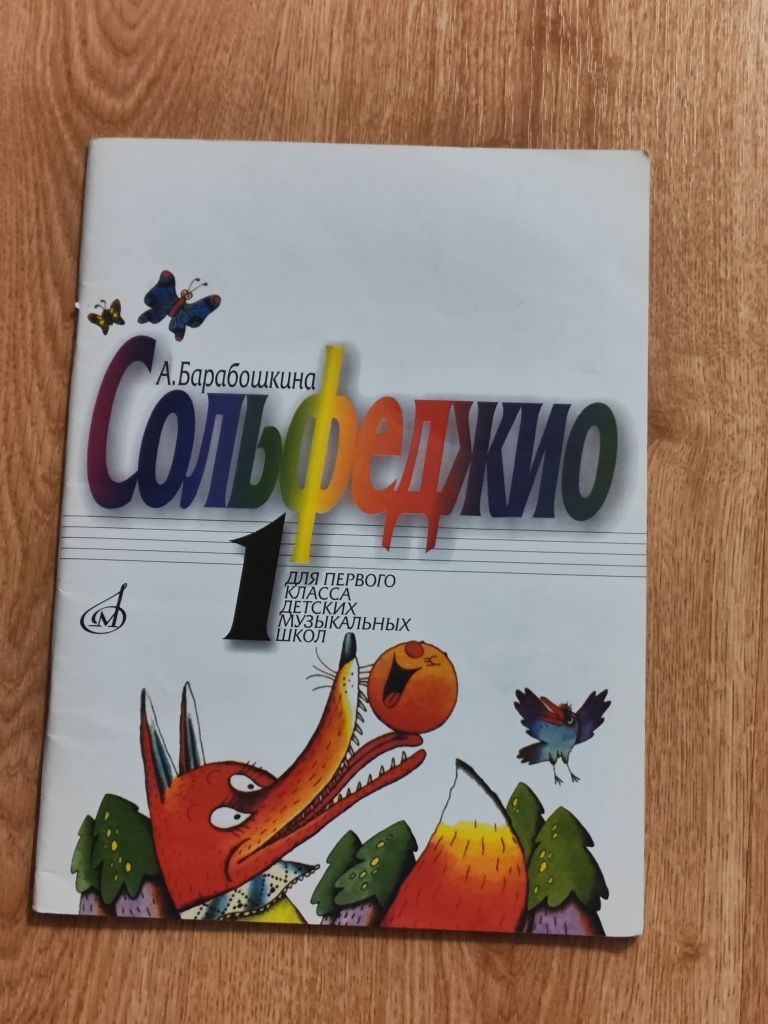 А.Барабошкина
Сольфеджио
1
ДЛЯ ПЕРВОГО
КЛАССА
ДЕТСКИХ
МУЗЫКАЛЬНЫХ
ШКОЛ
М